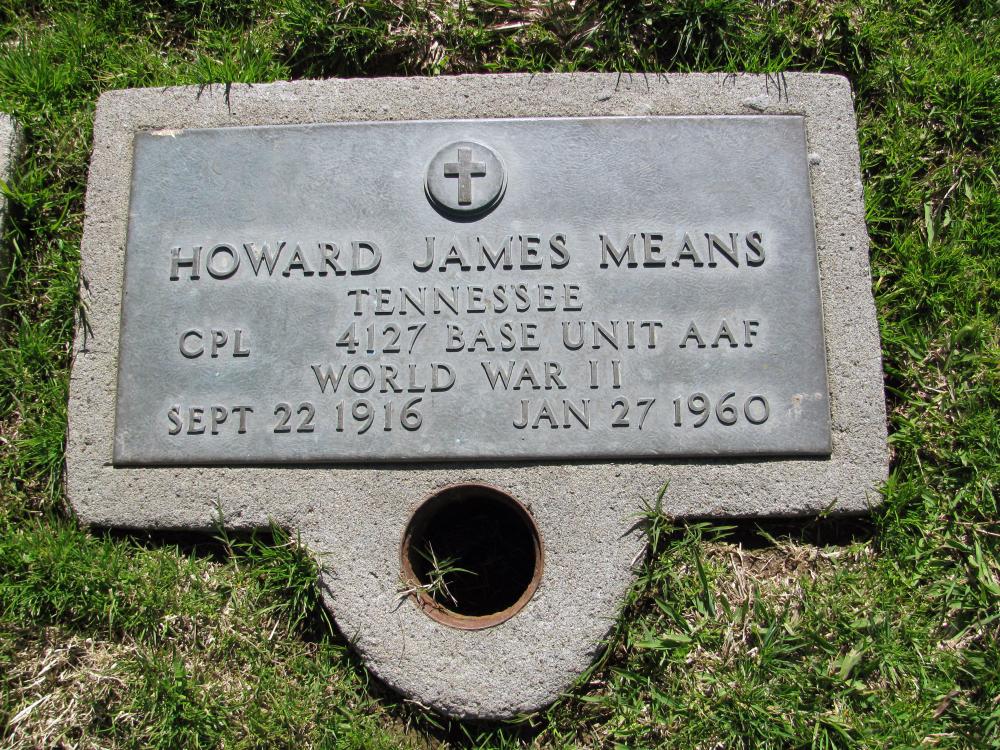 HOWARD JAMES MEANS
TENNESSEE
CPL 4127 BASE UNIT AAF
WORLD WAR II
SEPT 22 1916 JAN 27 1960